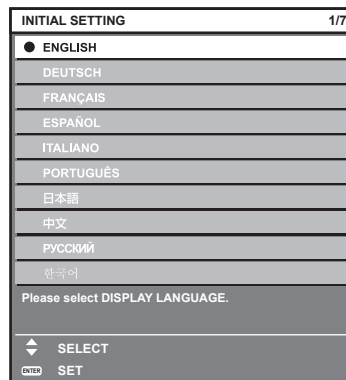 INITIAL SETTING 1/7
ENGLISH
DEUTSCH
FRANÇAIS
ESPAÑOL
ITALIANO
PORTUGUÊS
日本語
中文
РУССКИЙ
한국어
Please select DISPLAY LANGUAGE.
SELECT
ENTER SET